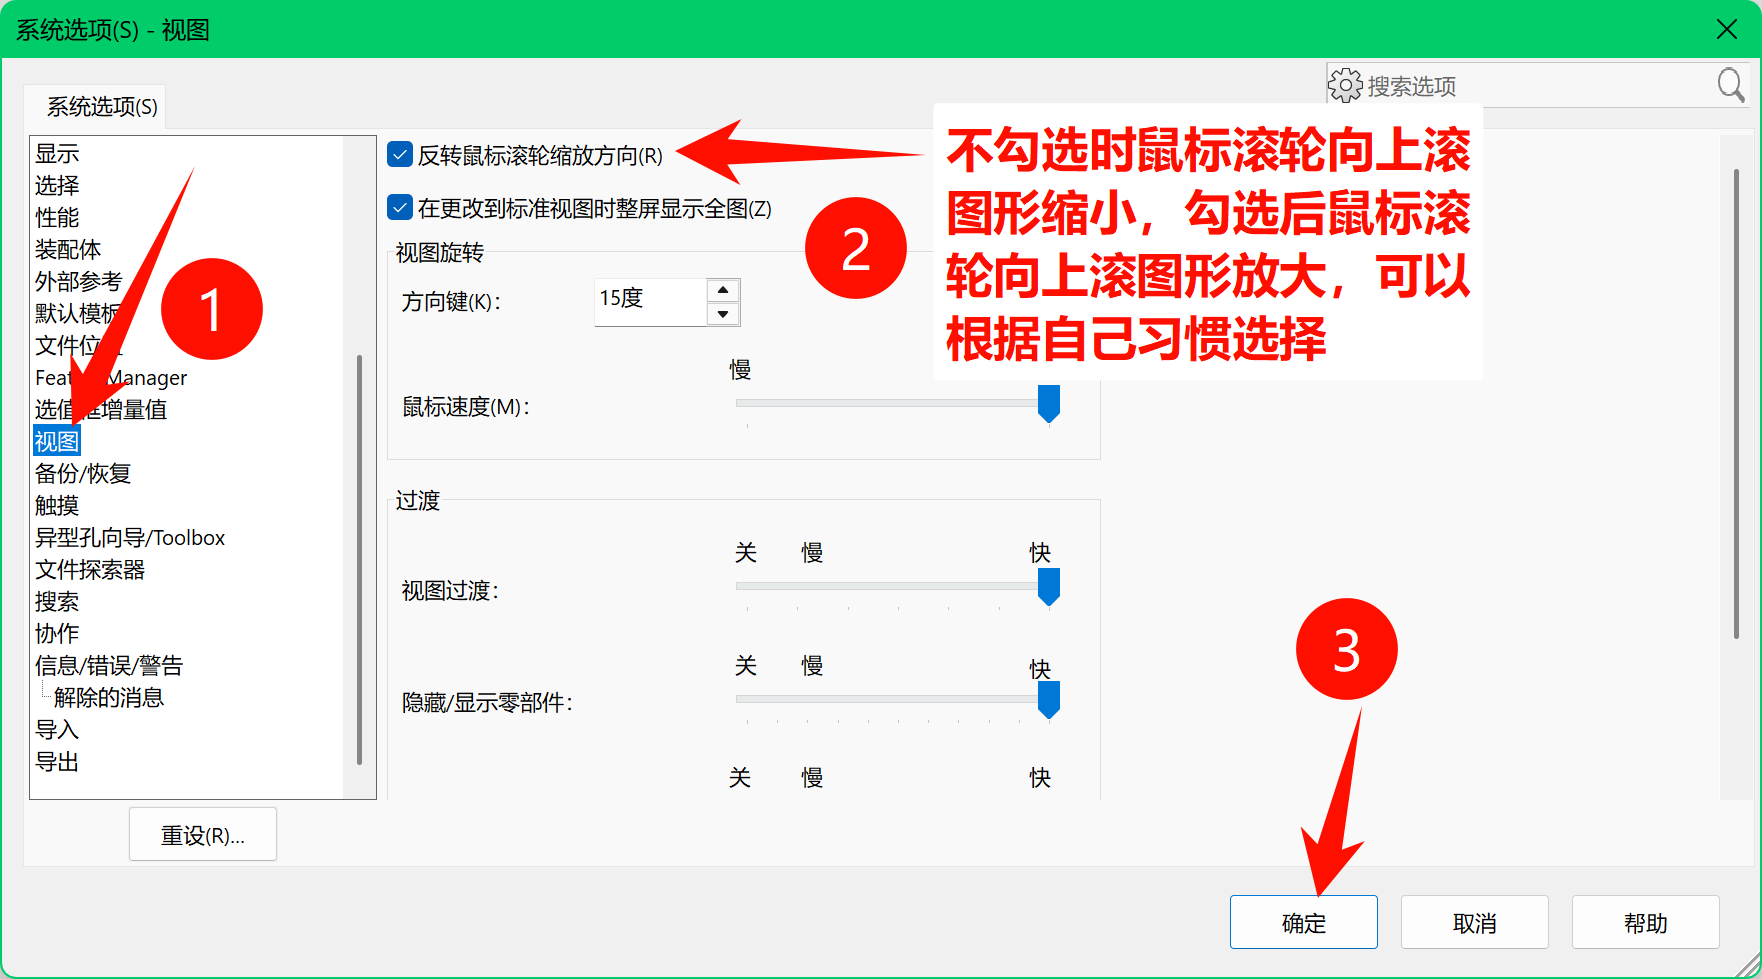 系统选项(S) - 视图
搜索选项
系统选项(S)
显示
选择
性能
装配体
外部参考
默认模板
文件位
Manager
增量值
视图
备份/恢复
触摸
异型孔向导/Toolbox
文件探索器
搜索
协作
信息/错误/警告
解除的消息
导入
导出
重设(R)...
1
反转鼠标滚轮缩放方向(R)
在更改到标准视图时整屏显示全图(Z)
2
不勾选时鼠标滚轮向上滚
图形缩小，勾选后鼠标滚
轮向上滚图形放大，可以
根据自己习惯选择
视图旋转
方向键(K)：
15度
慢
鼠标速度(M)：
过渡
关 慢 快
视图过渡：
关 慢 快
隐藏/显示零部件：
关 慢 快
3
确定 取消 帮助